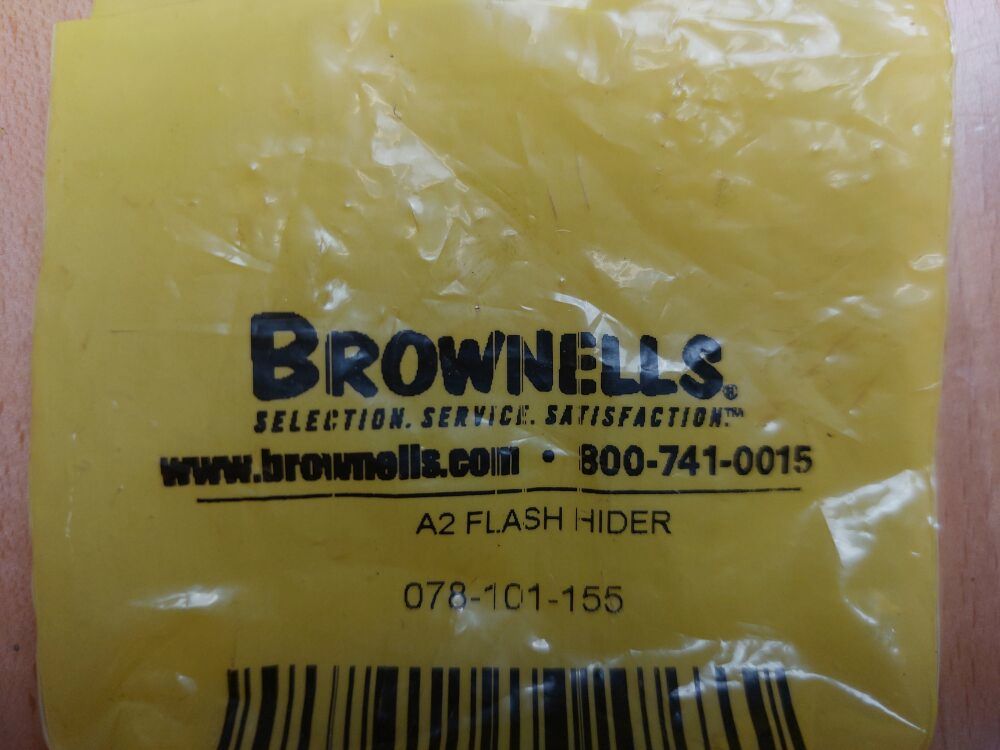 BROWNELLS®
SELECTION. SERVICE. SATISFACTION.™
www.brownells.com • 800-741-0015
A2 FLASH HIDER
078-101-155